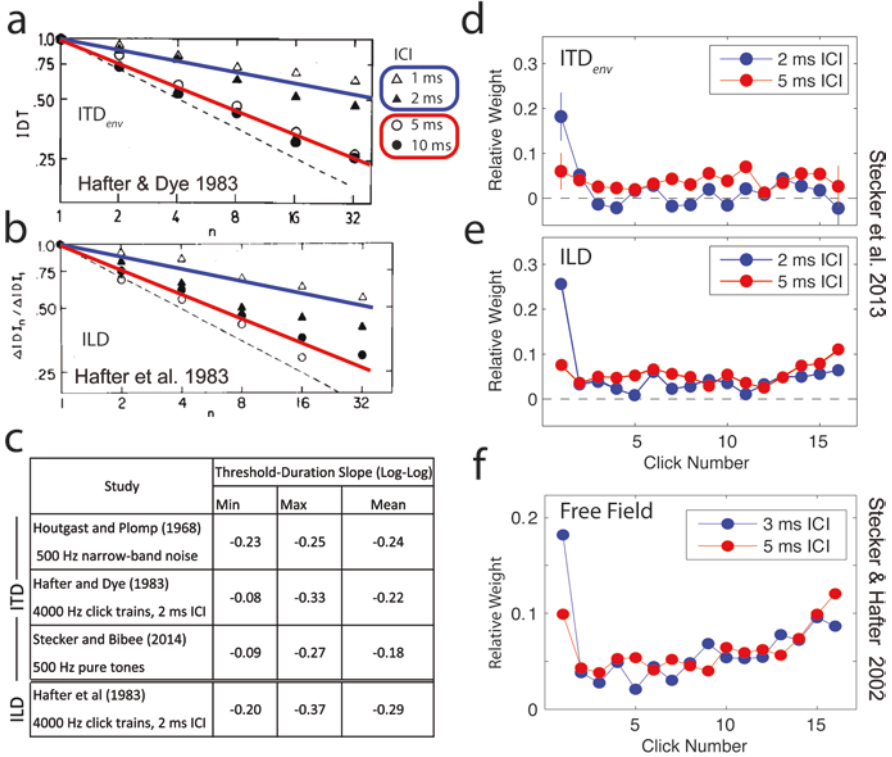 a
1.0
.75
.50
.25
IDT
ITDenv
Hafter & Dye 1983
1
2
4
8
16
32
n
ICI
1 ms
2 ms
5 ms
10 ms
b
1.0
.50
.25
ΔIDIn / ΔIDI1
ILD
Hafter et al. 1983
1
2
4
8
16
32
n
c
Study
Threshold-Duration Slope (Log-Log)
Min
Max
Mean
ITD
Houtgast and Plomp (1968)
500 Hz narrow-band noise
-0.23
-0.25
-0.24
Hafter and Dye (1983)
4000 Hz click trains, 2 ms ICI
-0.08
-0.33
-0.22
Stecker and Bibee (2014)
500 Hz pure tones
-0.09
-0.27
-0.18
ILD
Hafter et al (1983)
4000 Hz click trains, 2 ms ICI
-0.20
-0.37
-0.29
d
ITDenv
2 ms ICI
5 ms ICI
0.3
0.2
0.1
0
Relative Weight
e
ILD
2 ms ICI
5 ms ICI
0.3
0.2
0.1
0
Relative Weight
5
10
15
Click Number
Stecker et al. 2013
f
Free Field
3 ms ICI
5 ms ICI
0.2
0.1
0
Relative Weight
5
10
15
Click Number
Stecker & Hafter 2002